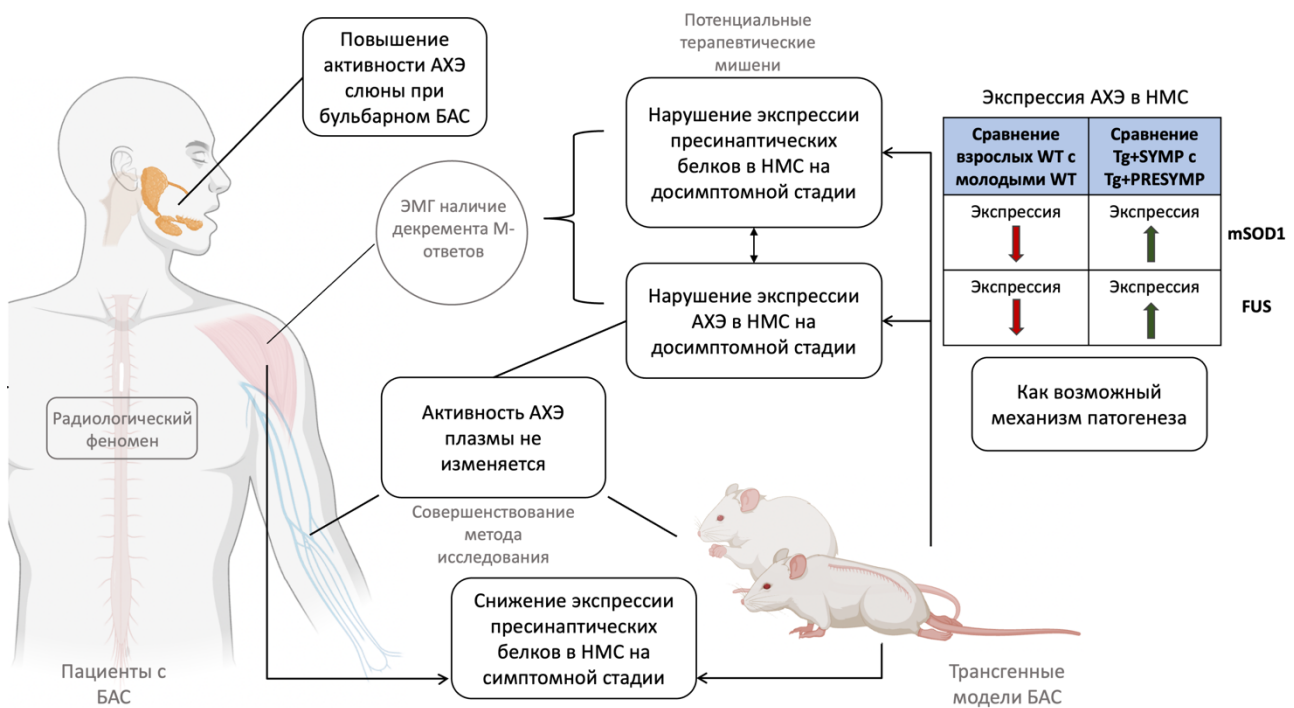 Повышение
активности АХЭ
слюны при
бульбарном БАС
Потенциальные
терапевтические
мишени
Нарушение экспрессии
пресинаптических
белков в НМС на
досимптомной стадии
ЭМГ наличие
декремента М-
ответов
Нарушение экспрессии
АХЭ в НМС на
досимптомной стадии
Экспрессия АХЭ в НМС
Сравнение
взрослых WT с
молодыми WT
Сравнение
Tg+SYMP с
Tg+PRESYMP
Экспрессия
Экспрессия
mSOD1
Экспрессия
Экспрессия
FUS
Как возможный
механизм патогенеза
Радиологический
феномен
Активность АХЭ
плазмы не
изменяется
Совершенствование
метода
исследования
Снижение экспрессии
пресинаптических
белков в НМС на
симптомной стадии
Пациенты с
БАС
Трансгенные
модели БАС